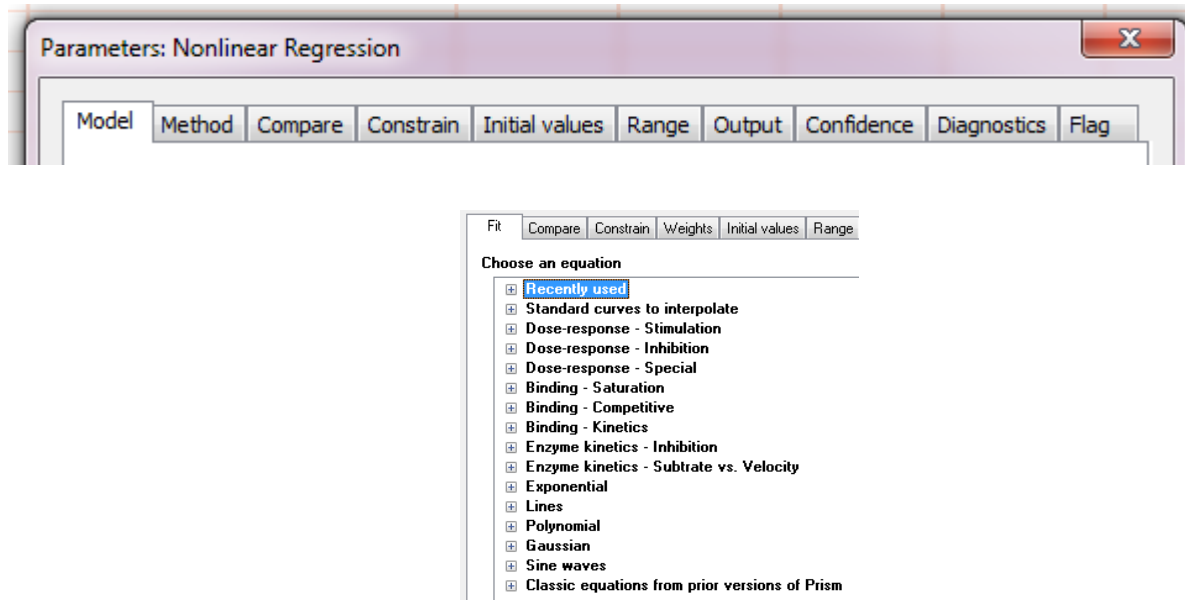 Parameters: Nonlinear Regression
X
Model Method Compare Constrain Initial values Range Output Confidence Diagnostics Flag
Fit Compare Constrain Weights Initial values Range
Choose an equation
Recently used
Standard curves to interpolate
Dose-response - Stimulation
Dose-response - Inhibition
Dose-response - Special
Binding - Saturation
Binding - Competitive
Binding - Kinetics
Enzyme kinetics - Inhibition
Enzyme kinetics - Subtrate vs. Velocity
Exponential
Lines
Polynomial
Gaussian
Sine waves
Classic equations from prior versions of Prism